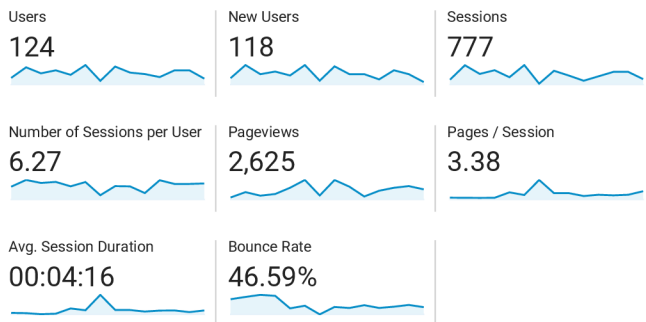 Users
124
New Users
118
Sessions
777
Number of Sessions per User
6.27
Pageviews
2,625
Pages / Session
3.38
Avg. Session Duration
00:04:16
Bounce Rate
46.59%